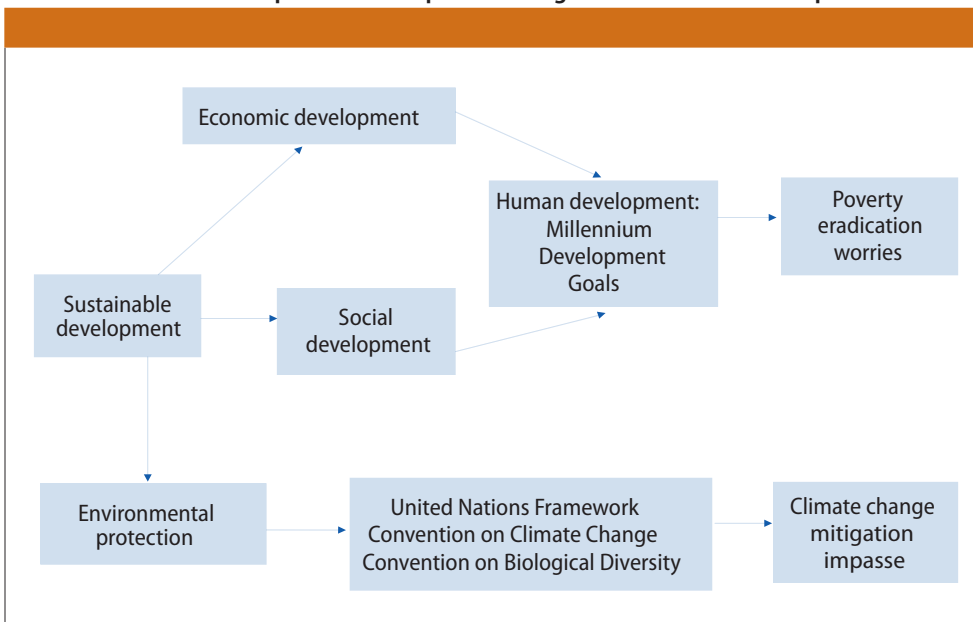 Economic development
Human development:
Millennium
Development
Goals
Poverty
eradication
worries
Sustainable
development
Social
development
Environmental
protection
United Nations Framework
Convention on Climate Change
Convention on Biological Diversity
Climate change
mitigation
impasse